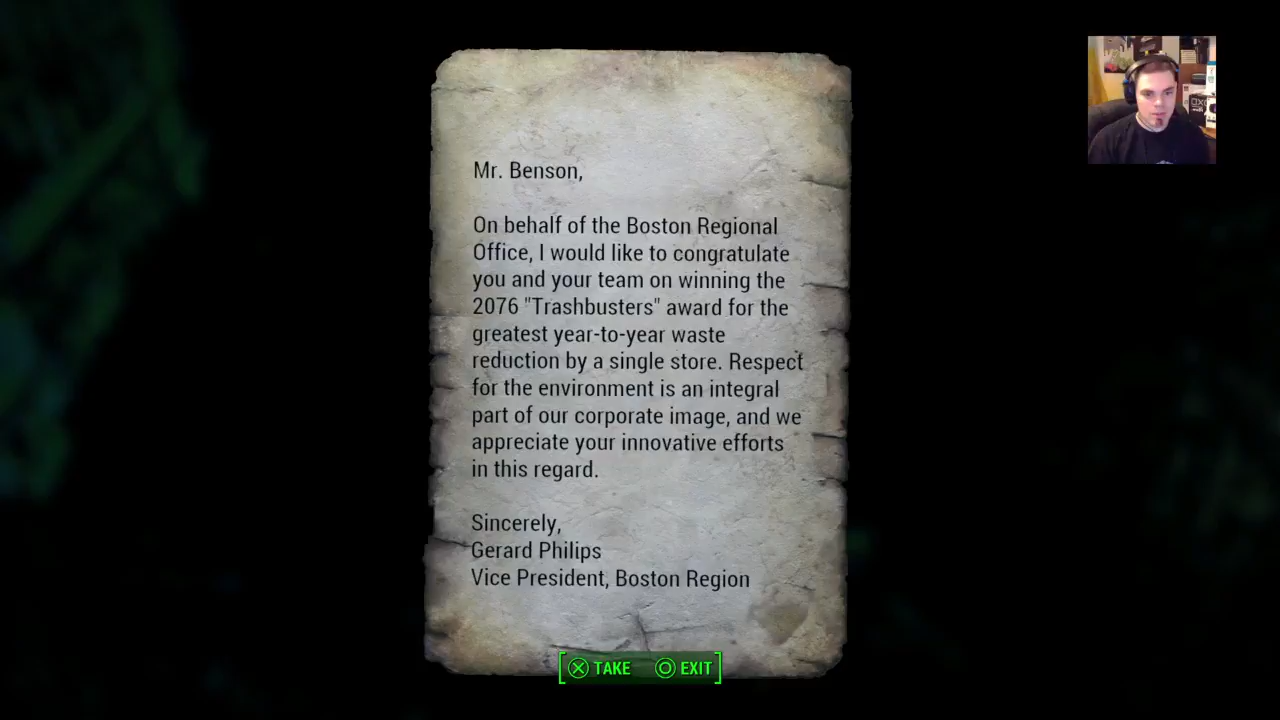 Mr. Benson,
On behalf of the Boston Regional
Office, I would like to congratulate
you and your team on winning the
2076 "Trashbusters" award for the
greatest year-to-year waste
reduction by a single store. Respect
for the environment is an integral
part of our corporate image, and we
appreciate your innovative efforts
in this regard.
Sincerely,
Gerard Philips
Vice President, Boston Region
TAKE EXIT